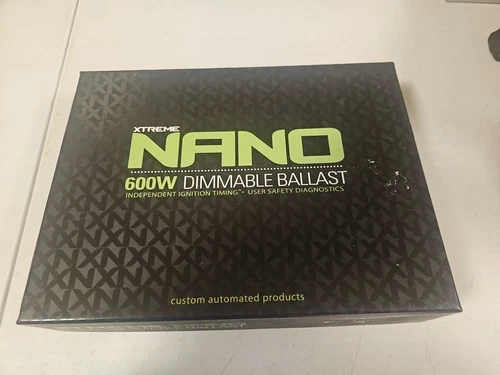 XTREME
NANO
600W DIMMABLE BALLAST
INDEPENDENT IGNITION TIMING™ • USER SAFETY DIAGNOSTICS
custom automated products